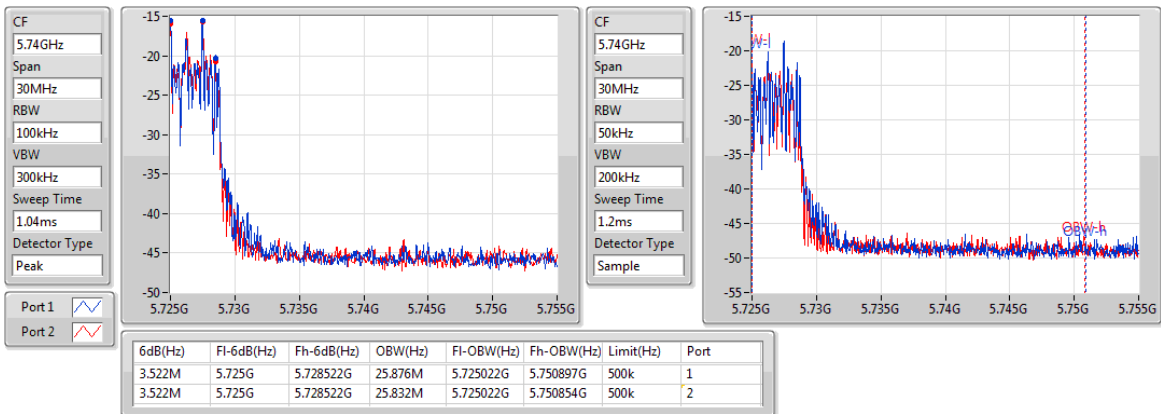 CF
5.74GHz
Span
30MHz
RBW
100kHz
VBW
300kHz
Sweep Time
1.04ms
Detector Type
Peak
Port 1
Port 2
-15
-20
-25
-30
-35
-40
-45
-50
5.725G 5.73G 5.735G 5.74G 5.745G 5.75G 5.755G
CF
5.74GHz
Span
30MHz
RBW
50kHz
VBW
200kHz
Sweep Time
1.2ms
Detector Type
Sample
-15
-20
-25
-30
-35
-40
-45
-50
-55
W-l
OBW-h
OBW-h
5.725G 5.73G 5.735G 5.74G 5.745G 5.75G 5.755G
6dB(Hz) Fl-6dB(Hz) Fh-6dB(Hz) OBW(Hz) Fl-OBW(Hz) Fh-OBW(Hz) Limit(Hz) Port
3.522M 5.725G 5.728522G 25.876M 5.725022G 5.750897G 500k 1
3.522M 5.725G 5.728522G 25.832M 5.725022G 5.750854G 500k 2